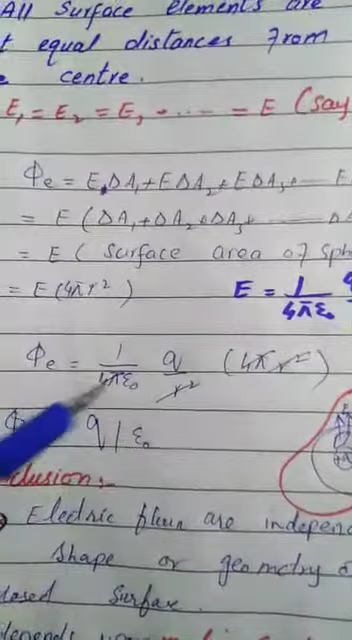 All Surface elements are
equal distances from
centre.
E₁ = E₂ = E₃ ..... = E (say
Φe = E₁ΔA₁ + EΔA₂ + EΔA₃ + --- E
= E (ΔA₁ + ΔA₂ + ΔA₃ + ------ Δ
= E ( Surface area of Sph
= E (4πr²) E = 1/4πε₀
Φe = 1/4πε₀ q/r² (4πr²)
q/ε₀
clusion:-
Electric flux are independ
Shape or geometry o
losed Surface.